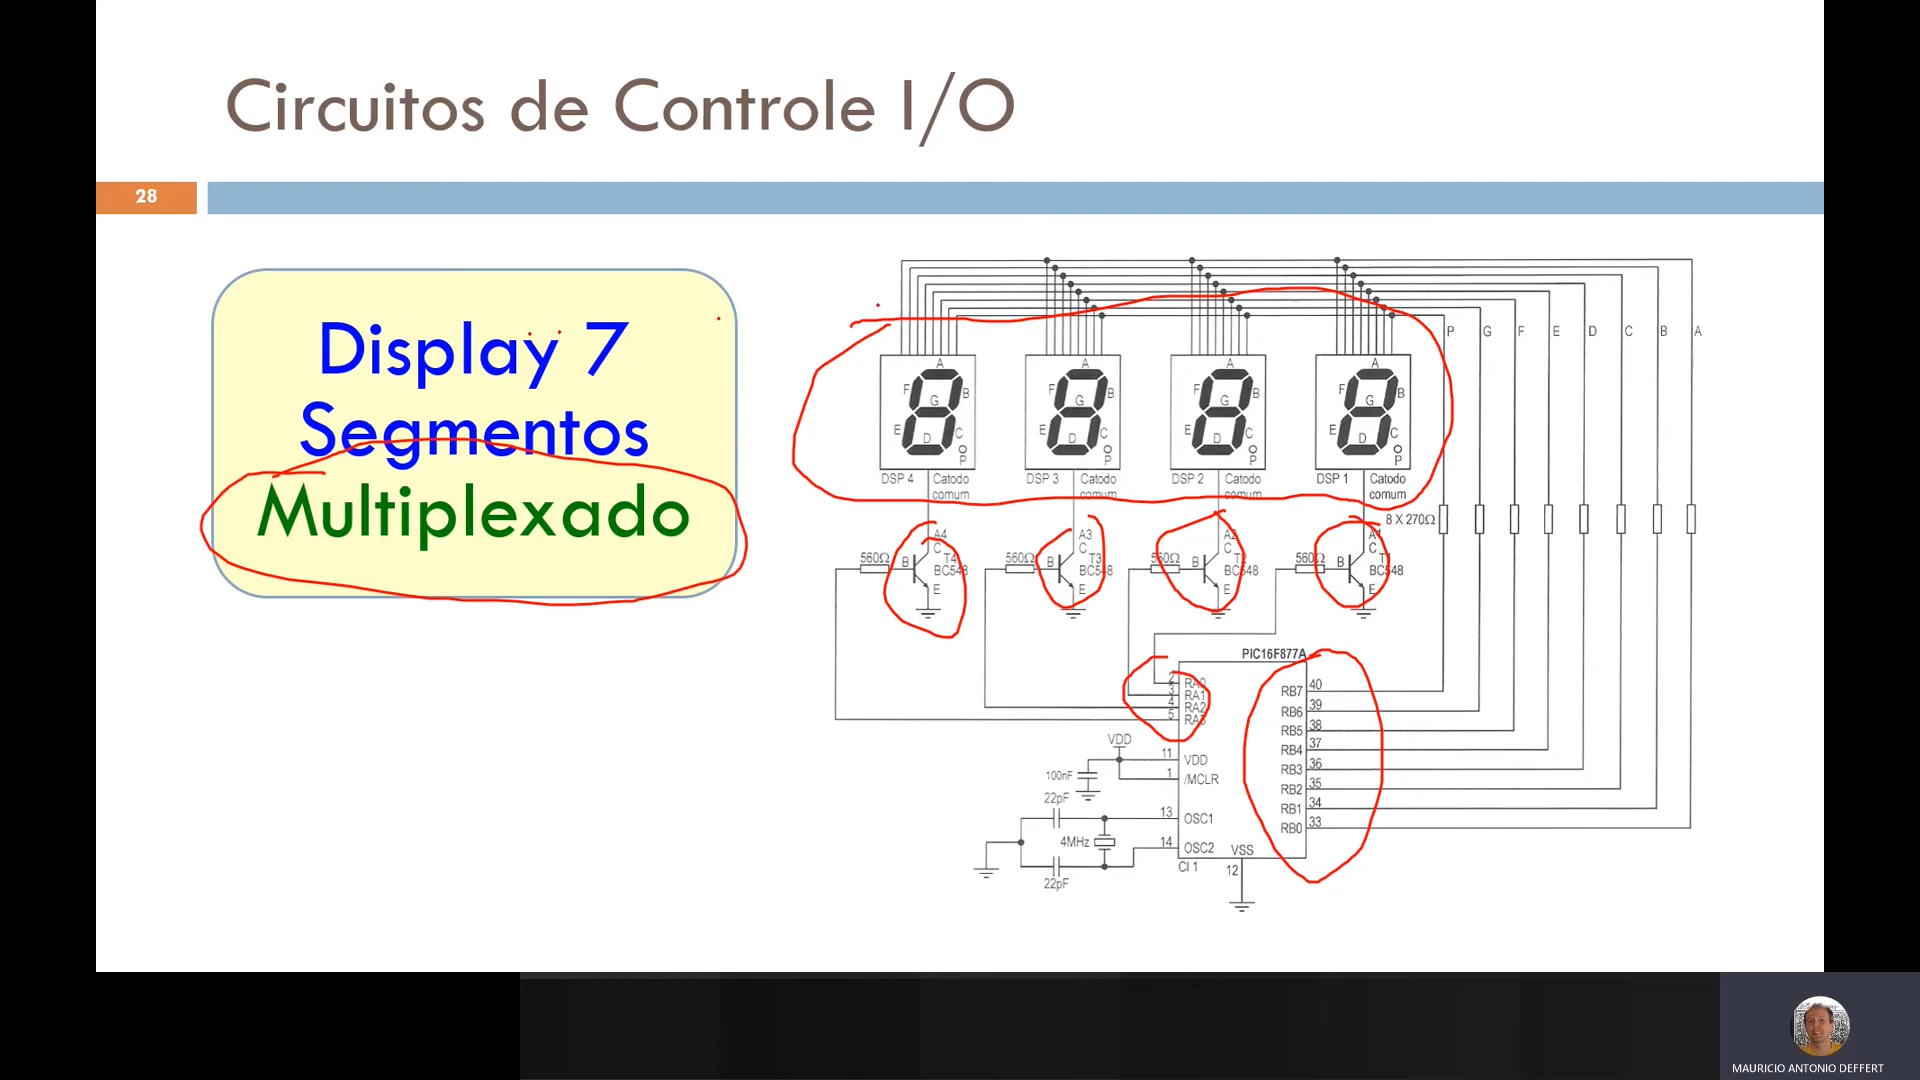 Circuitos de Controle I/O
28
Display 7
Segmentos
Multiplexado
P G F E D C B A
A F B G E D C P
A F B G E D C P
A F B G E D C P
A F B G E D C P
DSP 4 Catodo comum
DSP 3 Catodo comum
DSP 2 Catodo comum
DSP 1 Catodo comum
8 X 270Ω
560Ω B A4 C T4 BC548 E
560Ω B A3 C T3 BC548 E
560Ω B A2 C T2 BC548 E
560Ω B A1 C T1 BC548 E
PIC16F877A
2 RA0
3 RA1
4 RA2
5 RA3
RB7 40
RB6 39
RB5 38
RB4 37
RB3 36
RB2 35
RB1 34
RB0 33
VDD
11 VDD
100nF
1 /MCLR
22pF
13 OSC1
4MHz
14 OSC2
VSS
22pF
CI 1
12
MAURICIO ANTONIO DEFFERT